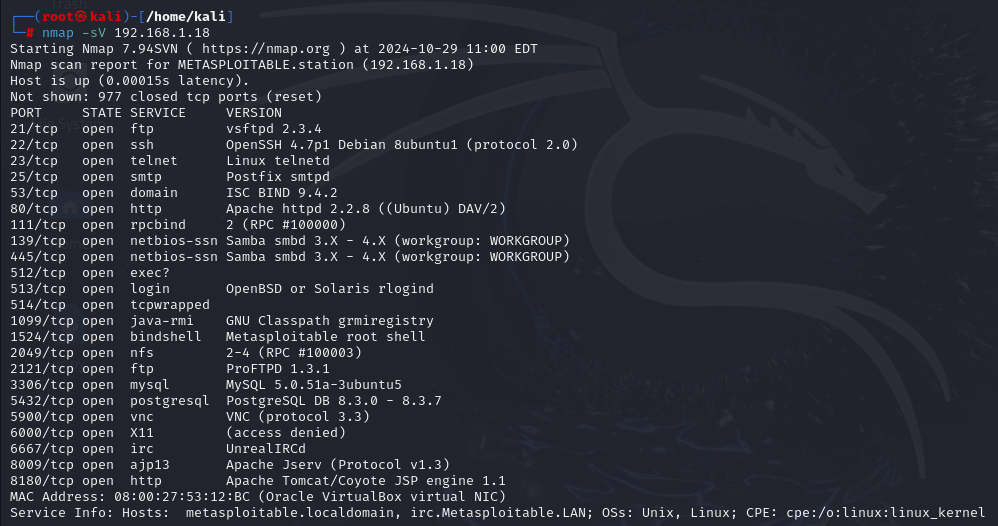 Trash
┌──(root㉿kali)-[/home/kali]
└─# nmap -sV 192.168.1.18
Starting Nmap 7.94SVN ( https://nmap.org ) at 2024-10-29 11:00 EDT
Nmap scan report for METASPLOITABLE.station (192.168.1.18)
Host is up (0.00015s latency).
Not shown: 977 closed tcp ports (reset)
PORT     STATE SERVICE     VERSION
21/tcp   open  ftp         vsftpd 2.3.4
22/tcp   open  ssh         OpenSSH 4.7p1 Debian 8ubuntu1 (protocol 2.0)
23/tcp   open  telnet      Linux telnetd
25/tcp   open  smtp        Postfix smtpd
53/tcp   open  domain      ISC BIND 9.4.2
80/tcp   open  http        Apache httpd 2.2.8 ((Ubuntu) DAV/2)
111/tcp  open  rpcbind     2 (RPC #100000)
139/tcp  open  netbios-ssn Samba smbd 3.X - 4.X (workgroup: WORKGROUP)
445/tcp  open  netbios-ssn Samba smbd 3.X - 4.X (workgroup: WORKGROUP)
512/tcp  open  exec?
513/tcp  open  login       OpenBSD or Solaris rlogind
514/tcp  open  tcpwrapped
1099/tcp open  java-rmi    GNU Classpath grmiregistry
1524/tcp open  bindshell   Metasploitable root shell
2049/tcp open  nfs         2-4 (RPC #100003)
2121/tcp open  ftp         ProFTPD 1.3.1
3306/tcp open  mysql       MySQL 5.0.51a-3ubuntu5
5432/tcp open  postgresql  PostgreSQL DB 8.3.0 - 8.3.7
5900/tcp open  vnc         VNC (protocol 3.3)
6000/tcp open  X11         (access denied)
6667/tcp open  irc         UnrealIRCd
8009/tcp open  ajp13       Apache Jserv (Protocol v1.3)
8180/tcp open  http        Apache Tomcat/Coyote JSP engine 1.1
MAC Address: 08:00:27:53:12:BC (Oracle VirtualBox virtual NIC)
Service Info: Hosts:  metasploitable.localdomain, irc.Metasploitable.LAN; OSs: Unix, Linux; CPE: cpe:/o:linux:linux_kernel